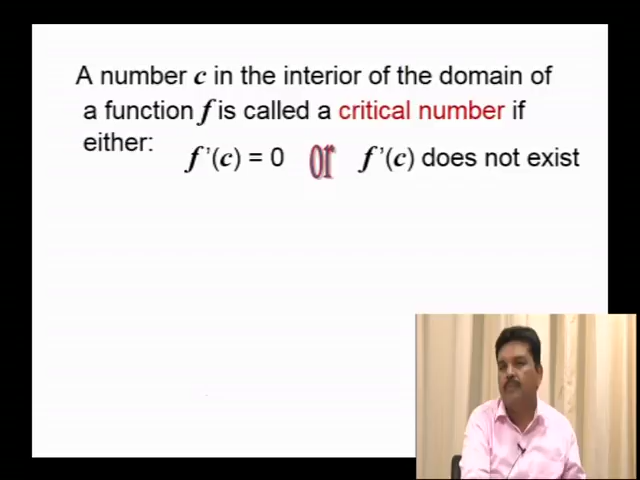 A number c in the interior of the domain of
a function f is called a critical number if
either:
f '(c) = 0 or f '(c) does not exist